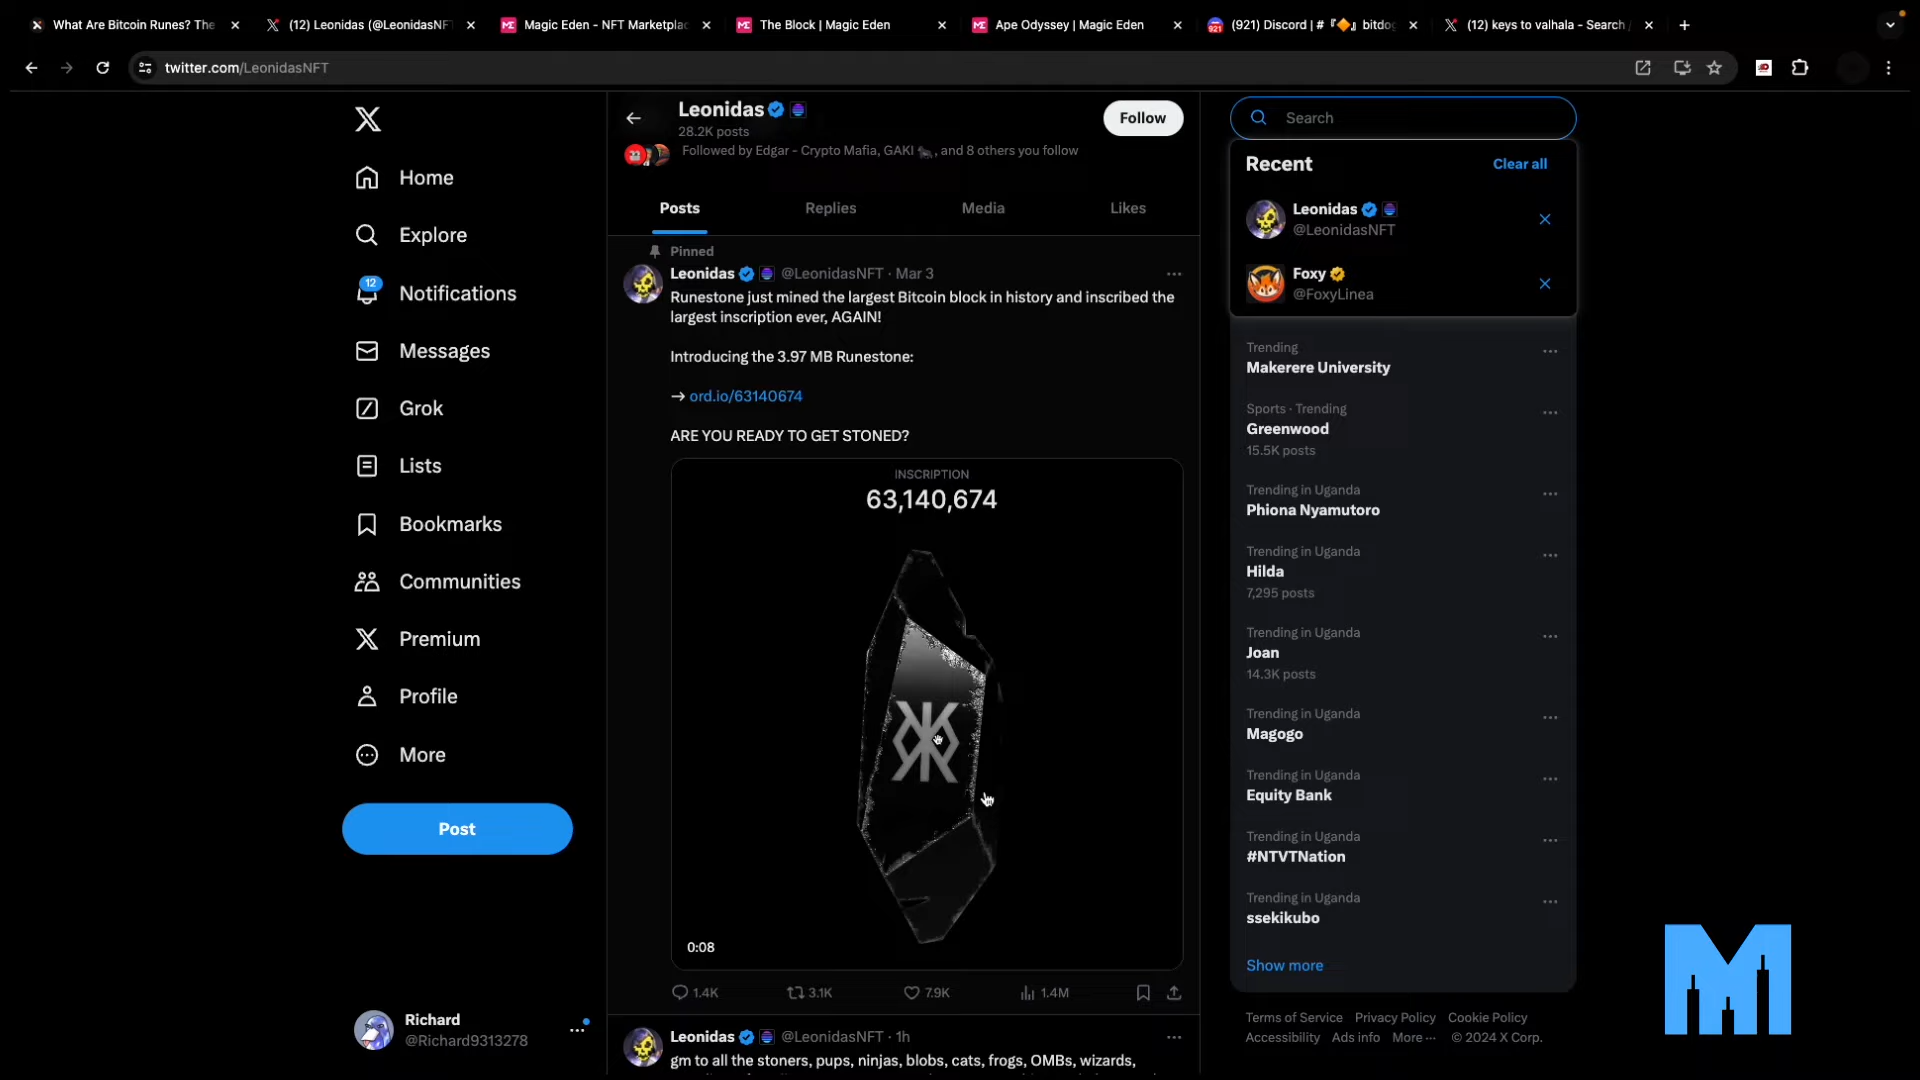 What Are Bitcoin Runes? The
(12) Leonidas (@LeonidasNFT
Magic Eden - NFT Marketplac
The Block | Magic Eden
Ape Odyssey | Magic Eden
(921) Discord | #『🔶』bitdog
(12) keys to valhala - Search /
twitter.com/LeonidasNFT
Home
Explore
12
Notifications
Messages
Grok
Lists
Bookmarks
Communities
Premium
Profile
More
Post
Richard
@Richard9313278
Leonidas
28.2K posts
Followed by Edgar - Crypto Mafia, GAKI 🐜, and 8 others you follow
Follow
Posts
Replies
Media
Likes
Pinned
Leonidas @LeonidasNFT · Mar 3
Runestone just mined the largest Bitcoin block in history and inscribed the
largest inscription ever, AGAIN!
Introducing the 3.97 MB Runestone:
→ ord.io/63140674
ARE YOU READY TO GET STONED?
INSCRIPTION
63,140,674
0:08
1.4K
3.1K
7.9K
1.4M
Leonidas @LeonidasNFT · 1h
gm to all the stoners, pups, ninjas, blobs, cats, frogs, OMBs, wizards,
Search
Recent
Clear all
Leonidas
@LeonidasNFT
Foxy
@FoxyLinea
Trending
Makerere University
Sports · Trending
Greenwood
15.5K posts
Trending in Uganda
Phiona Nyamutoro
Trending in Uganda
Hilda
7,295 posts
Trending in Uganda
Joan
14.3K posts
Trending in Uganda
Magogo
Trending in Uganda
Equity Bank
Trending in Uganda
#NTVTNation
Trending in Uganda
ssekikubo
Show more
Terms of Service Privacy Policy Cookie Policy
Accessibility Ads info More ··· © 2024 X Corp.
M